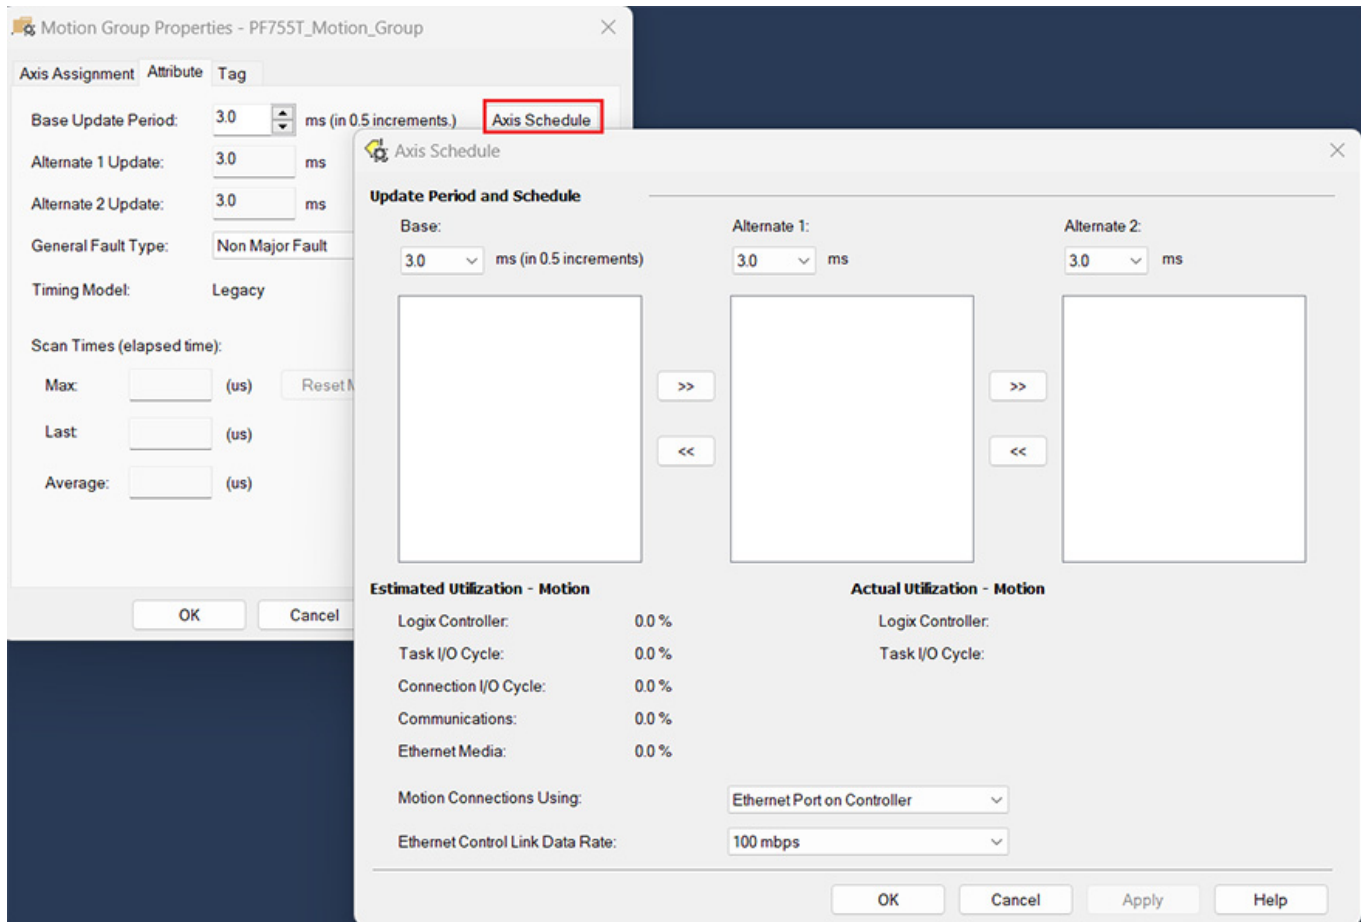 Motion Group Properties - PF755T_Motion_Group
Axis Assignment Attribute Tag
Base Update Period: 3.0 ms (in 0.5 increments.) Axis Schedule
Alternate 1 Update: 3.0 ms
Alternate 2 Update: 3.0 ms
General Fault Type: Non Major Fault
Timing Model: Legacy
Scan Times (elapsed time):
Max: (us) Reset
Last (us)
Average: (us)
OK Cancel
Axis Schedule
Update Period and Schedule
Base: Alternate 1: Alternate 2:
3.0 ms (in 0.5 increments) 3.0 ms 3.0 ms
>> >>
<< <<
Estimated Utilization - Motion Actual Utilization - Motion
Logix Controller: 0.0 % Logix Controller:
Task I/O Cycle: 0.0 % Task I/O Cycle:
Connection I/O Cycle: 0.0 %
Communications: 0.0 %
Ethernet Media: 0.0 %
Motion Connections Using: Ethernet Port on Controller
Ethernet Control Link Data Rate: 100 mbps
OK Cancel Apply Help